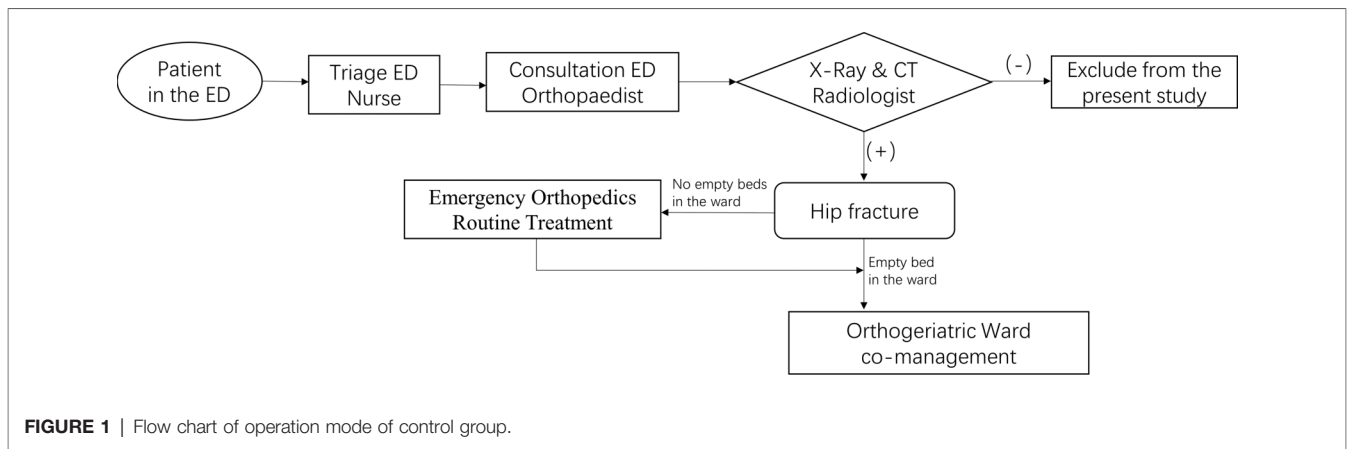 Patient
in the ED
Triage ED
Nurse
Consultation ED
Orthopaedist
X-Ray & CT
Radiologist
(-)
Exclude from the
present study
(+)
Hip fracture
No empty beds
in the ward
Emergency Orthopedics
Routine Treatment
Empty bed
in the ward
Orthogeriatric Ward
co-management
FIGURE 1 | Flow chart of operation mode of control group.